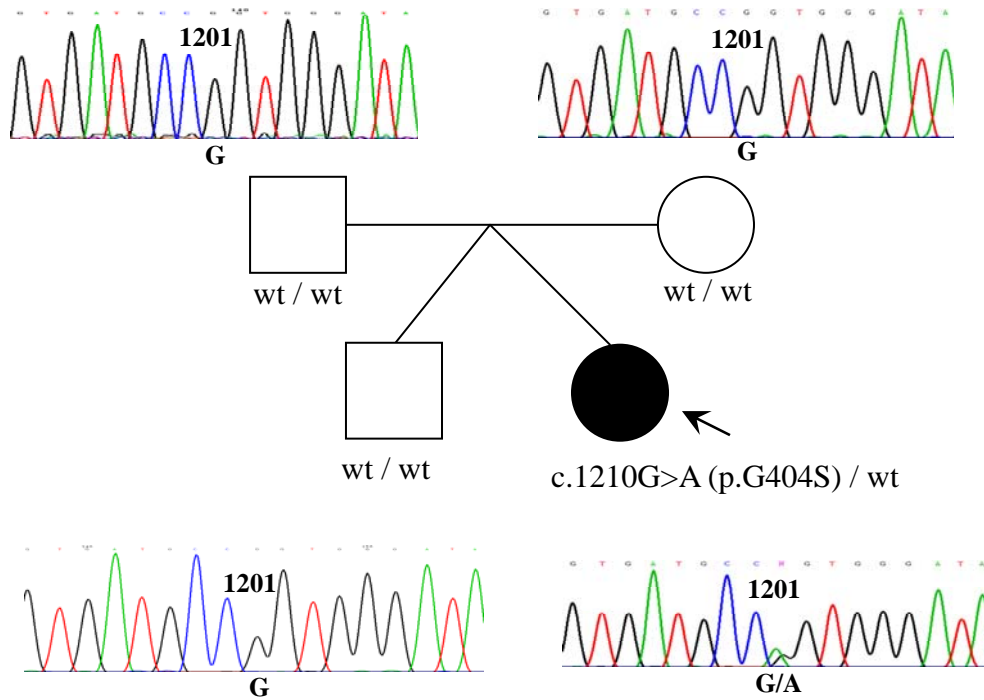 G T G A T G C C G G T G G G A T A
1201
G
G T G A T G C C G G T G G G A T A
1201
G
wt / wt
wt / wt
wt / wt
c.1210G>A (p.G404S) / wt
1201
G
G T G A T G C C N G T G G G A T A
1201
G/A